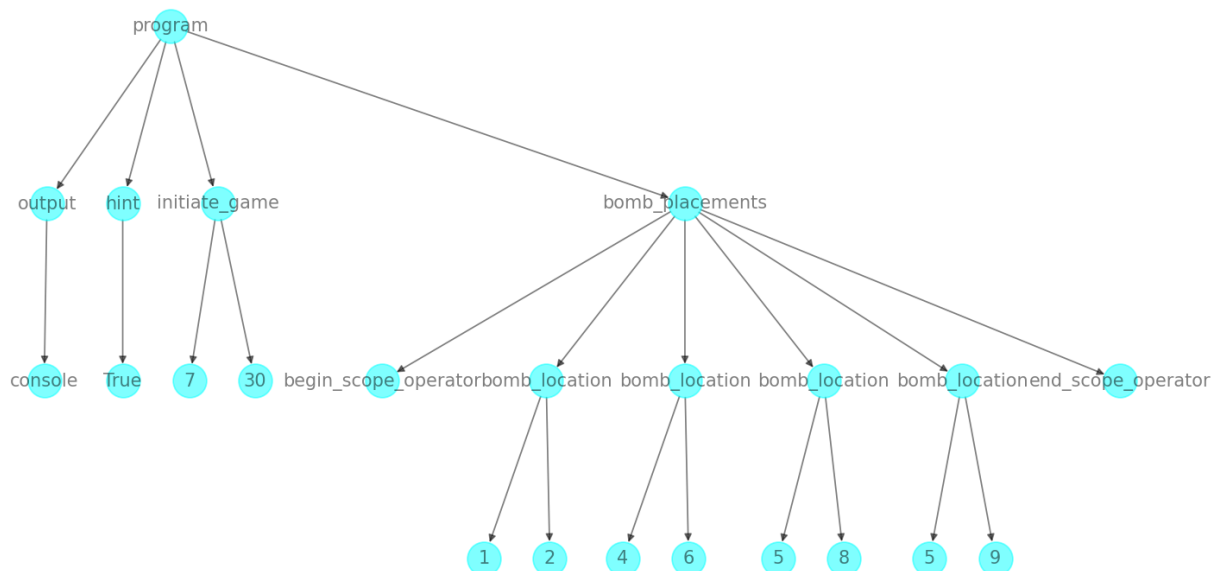 program
output hint initiate_game bomb_placements
console True 7 30 begin_scope_operator bomb_location bomb_location bomb_location bomb_location end_scope_operator
1 2 4 6 5 8 5 9